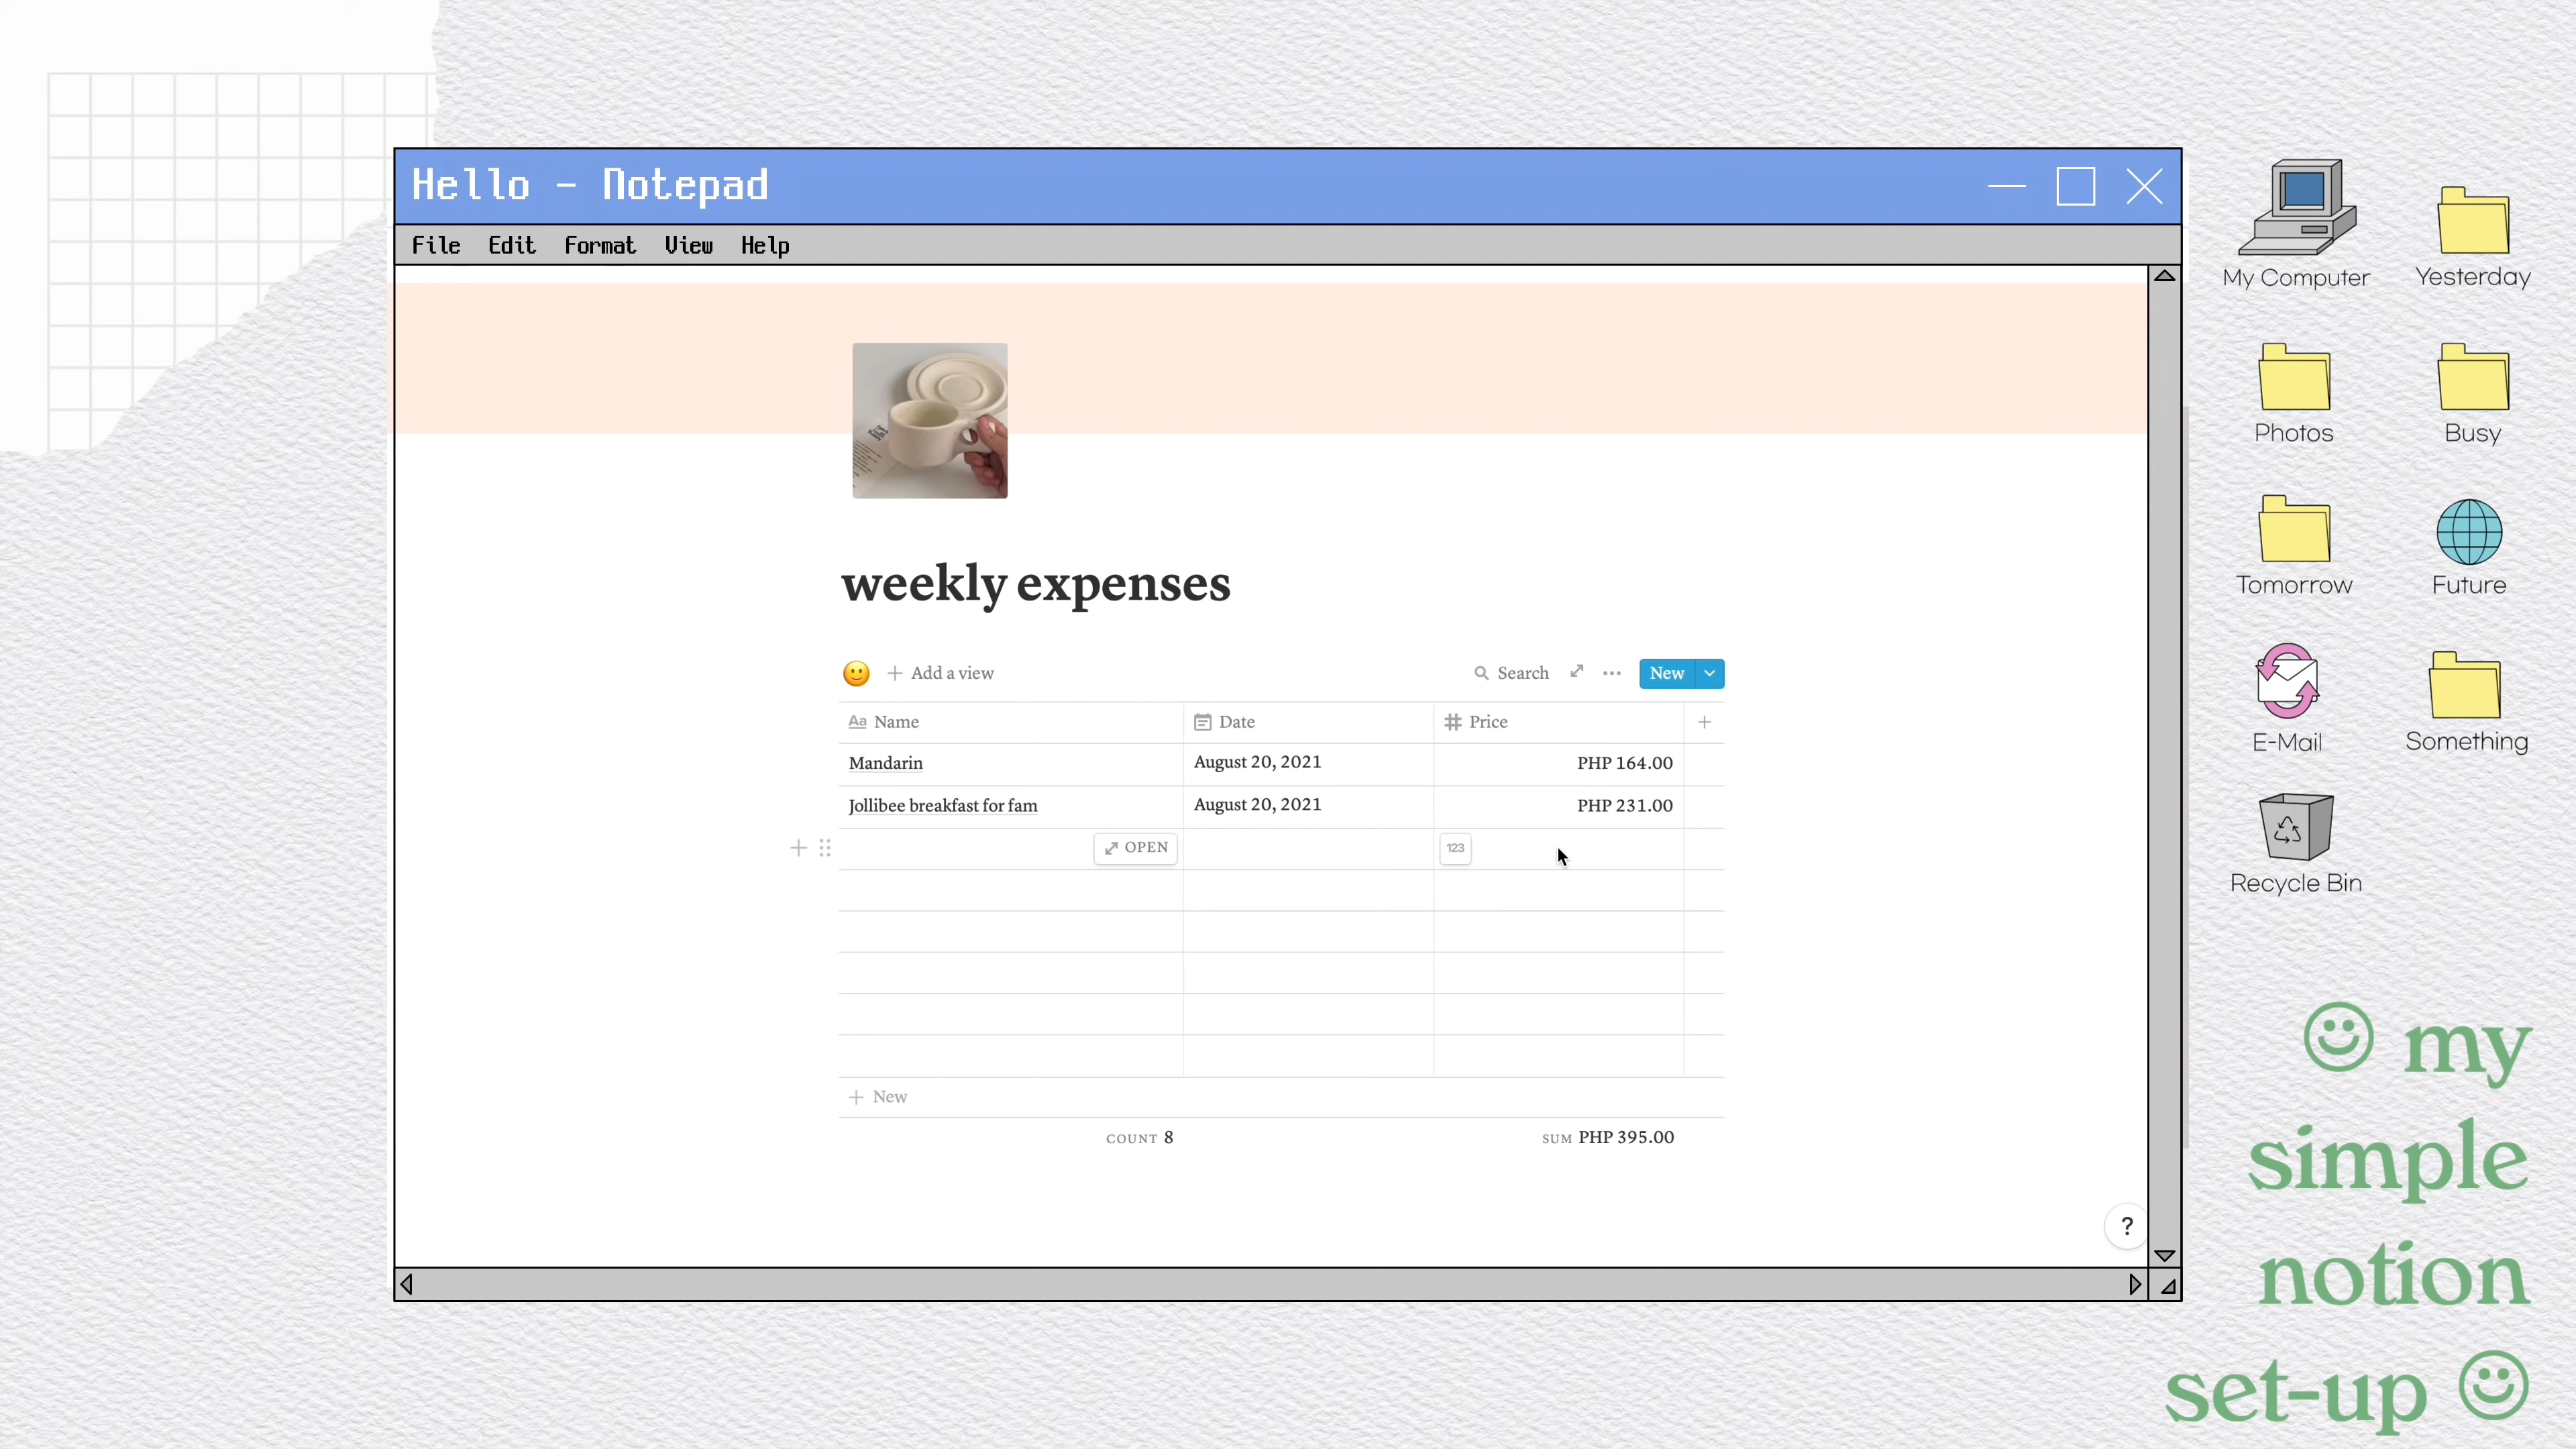 Hello - Notepad
File Edit Format View Help
weekly expenses
Add a view
Search
New
Aa Name Date Price
Mandarin August 20, 2021 PHP 164.00
Jollibee breakfast for fam August 20, 2021 PHP 231.00
OPEN 123
New
COUNT 8 SUM PHP 395.00
?
My Computer Yesterday
Photos Busy
Tomorrow Future
E-Mail Something
Recycle Bin
my
simple
notion
set-up